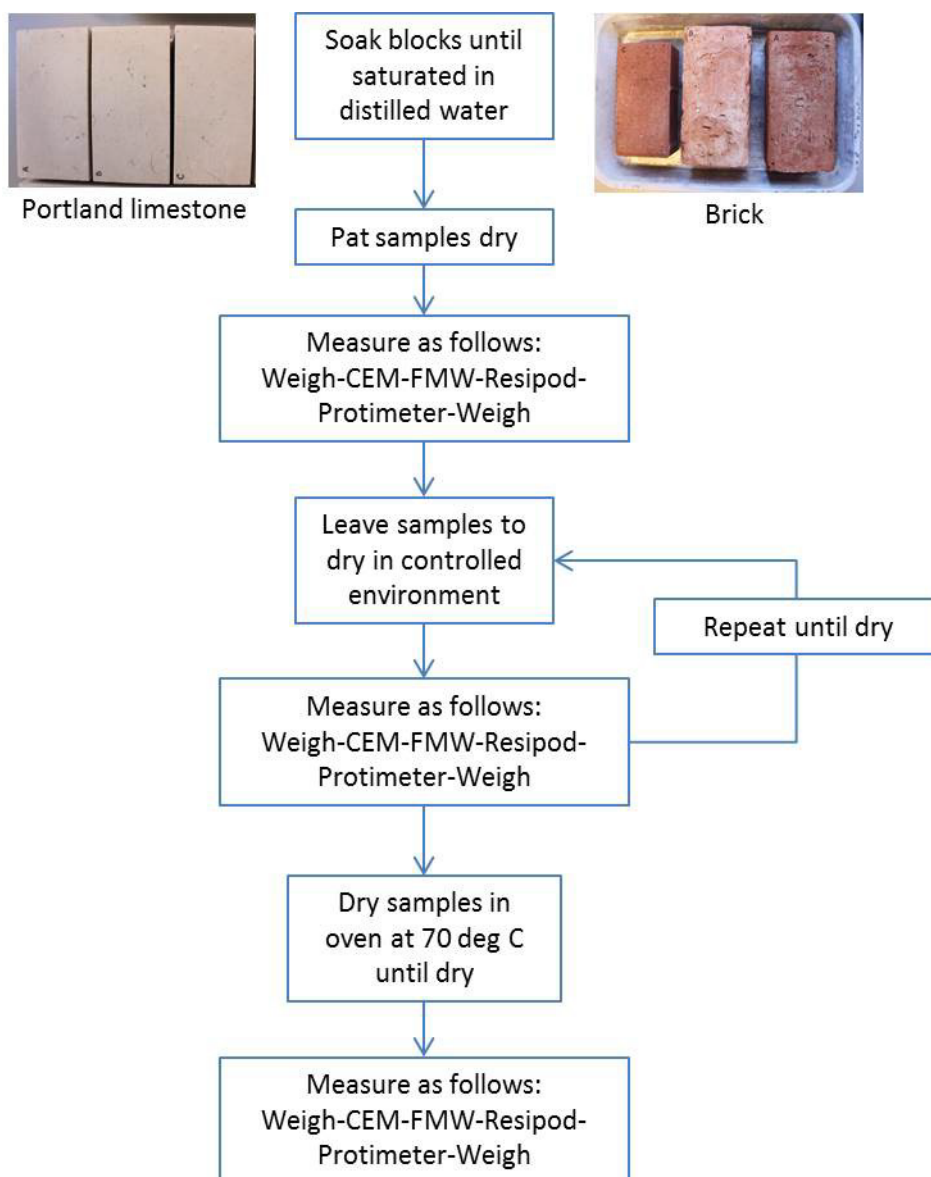 Soak blocks until
saturated in
distilled water
Portland limestone
Brick
A
B
C
A
Pat samples dry
Measure as follows:
Weigh-CEM-FMW-Resipod-
Protimeter-Weigh
Leave samples to
dry in controlled
environment
Repeat until dry
Measure as follows:
Weigh-CEM-FMW-Resipod-
Protimeter-Weigh
Dry samples in
oven at 70 deg C
until dry
Measure as follows:
Weigh-CEM-FMW-Resipod-
Protimeter-Weigh